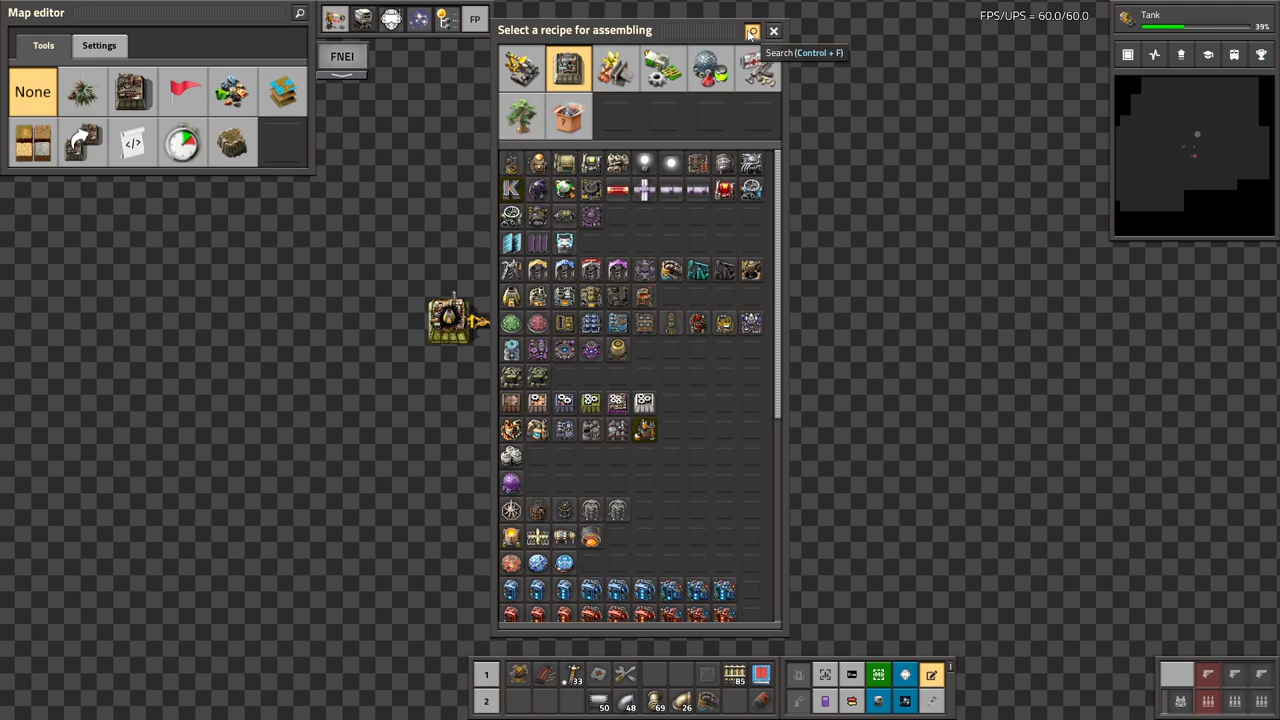 Map editor
Tools
Settings
None
</>
FP
FNEI
Select a recipe for assembling
Search (Control + F)
FPS/UPS = 60.0/60.0
Tank
39%
K
?
1
33
85
2
50
48
69
26